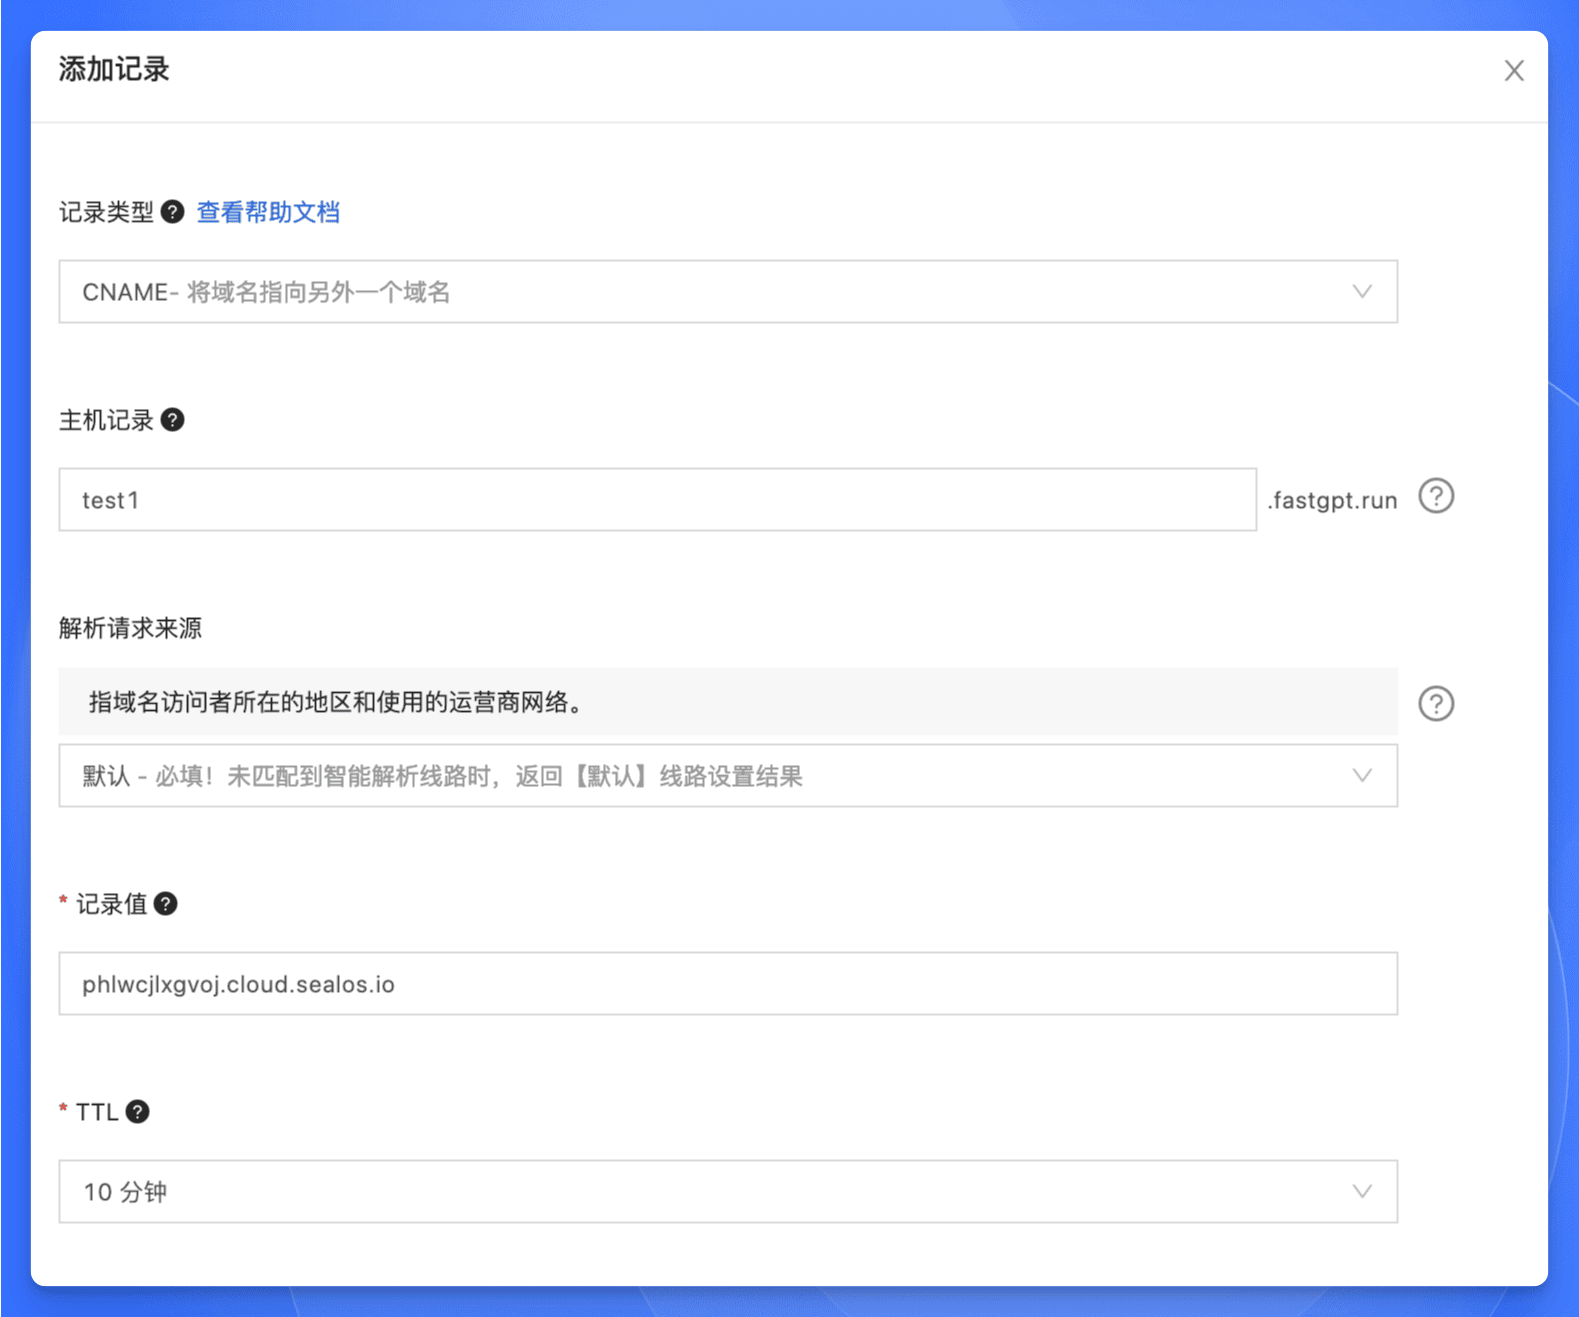 添加记录
记录类型 查看帮助文档
CNAME- 将域名指向另外一个域名
主机记录
test1 .fastgpt.run
解析请求来源
指域名访问者所在的地区和使用的运营商网络。
默认 - 必填！未匹配到智能解析线路时，返回【默认】线路设置结果
* 记录值
phlwcjlxgvoj.cloud.sealos.io
* TTL
10 分钟